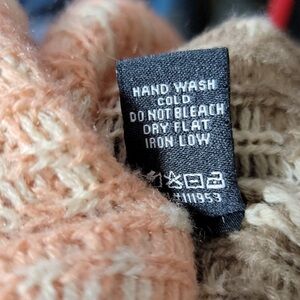 HAND WASH
COLD
DO NOT BLEACH
DRY FLAT
IRON LOW
#111953